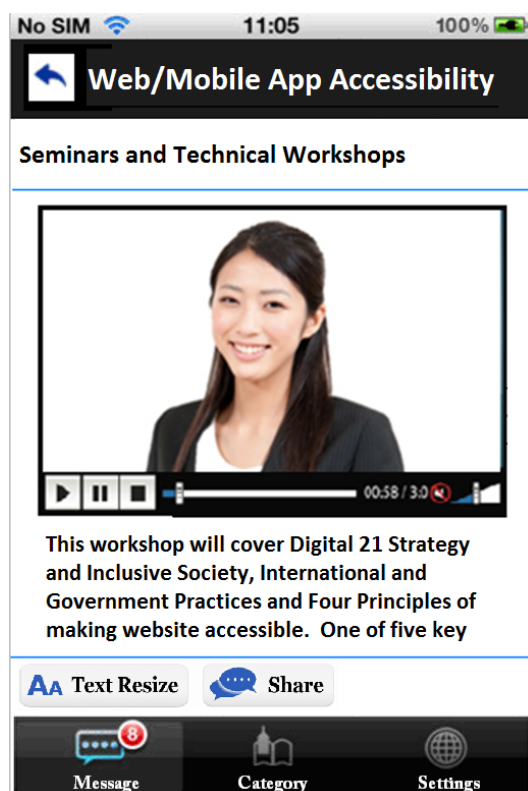 No SIM 11:05 100%
Web/Mobile App Accessibility
Seminars and Technical Workshops
00:58 / 3:0
This workshop will cover Digital 21 Strategy
and Inclusive Society, International and
Government Practices and Four Principles of
making website accessible.  One of five key
AA Text Resize Share
8
Message Category Settings